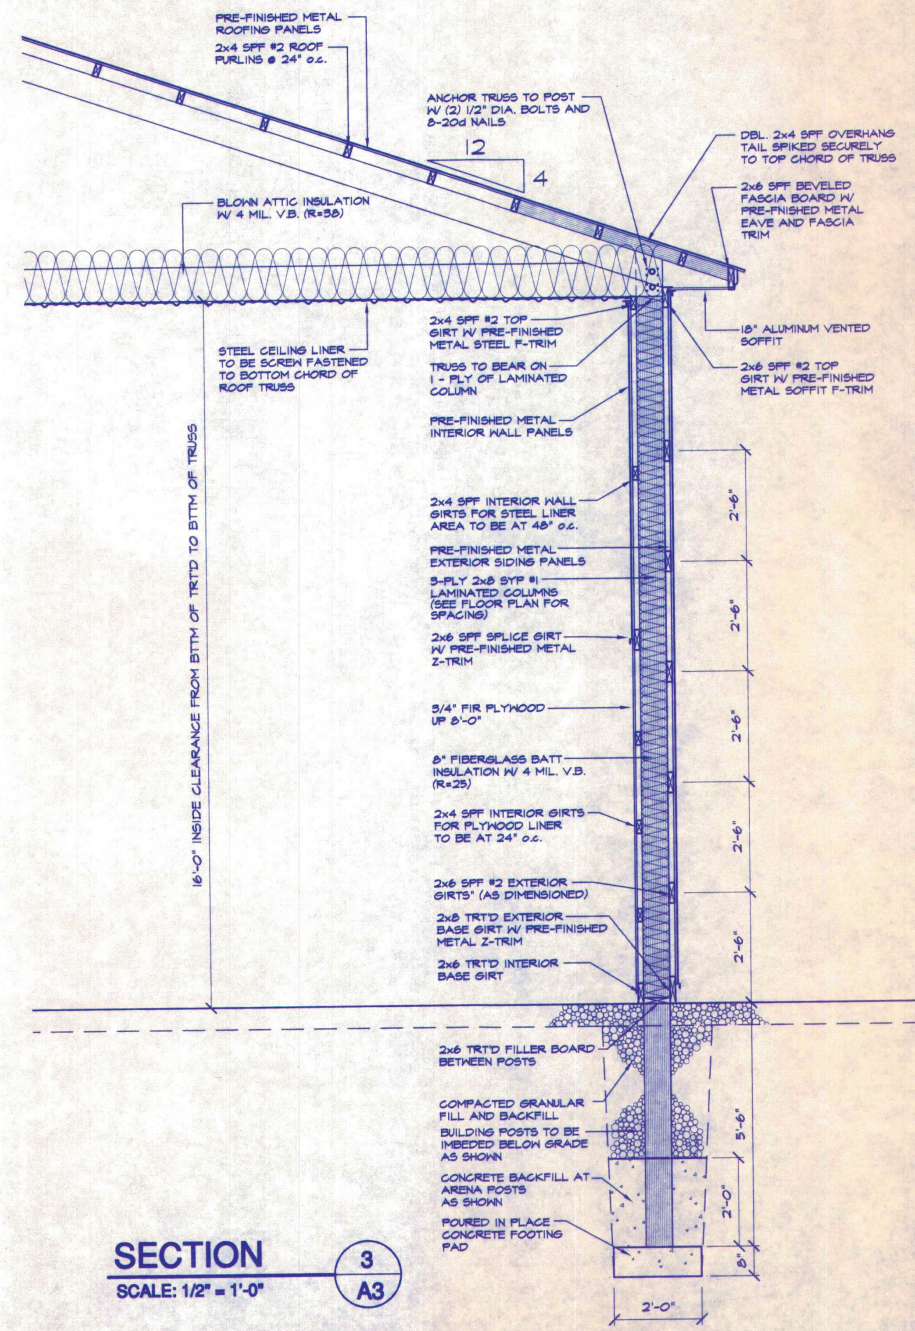 PRE-FINISHED METAL
ROOFING PANELS
2x4 SPF #2 ROOF
PURLINS @ 24" o.c.
ANCHOR TRUSS TO POST
W/ (2) 1/2" DIA. BOLTS AND
8-20d NAILS
12
4
DBL. 2x4 SPF OVERHANG
TAIL SPIKED SECURELY
TO TOP CHORD OF TRUSS
2x6 SPF BEVELED
FASCIA BOARD W/
PRE-FNISHED METAL
EAVE AND FASCIA
TRIM
BLOWN ATTIC INSULATION
W/ 4 MIL. V.B. (R=38)
STEEL CEILING LINER
TO BE SCREW FASTENED
TO BOTTOM CHORD OF
ROOF TRUSS
2x4 SPF #2 TOP
GIRT W/ PRE-FINISHED
METAL STEEL F-TRIM
TRUSS TO BEAR ON
1 - PLY OF LAMINATED
COLUMN
PRE-FINISHED METAL
INTERIOR WALL PANELS
18" ALUMINUM VENTED
SOFFIT
2x6 SPF #2 TOP
GIRT W/ PRE-FINISHED
METAL SOFFIT F-TRIM
16'-0" INSIDE CLEARANCE FROM BTTM OF TRT'D TO BTTM OF TRUSS
2x4 SPF INTERIOR WALL
GIRTS FOR STEEL LINER
AREA TO BE AT 48" o.c.
PRE-FINISHED METAL
EXTERIOR SIDING PANELS
3-PLY 2x8 SYP #1
LAMINATED COLUMNS
(SEE FLOOR PLAN FOR
SPACING)
2x6 SPF SPLICE GIRT
W/ PRE-FINISHED METAL
Z-TRIM
3/4" FIR PLYWOOD
UP 8'-0"
8" FIBERGLASS BATT
INSULATION W/ 4 MIL. V.B.
(R=25)
2x4 SPF INTERIOR GIRTS
FOR PLYWOOD LINER
TO BE AT 24" o.c.
2x6 SPF #2 EXTERIOR
GIRTS" (AS DIMENSIONED)
2x8 TRT'D EXTERIOR
BASE GIRT W/ PRE-FINISHED
METAL Z-TRIM
2x6 TRT'D INTERIOR
BASE GIRT
2'-6"
2'-6"
2'-6"
2'-6"
2'-6"
2x6 TRT'D FILLER BOARD
BETWEEN POSTS
COMPACTED GRANULAR
FILL AND BACKFILL
BUILDING POSTS TO BE
IMBEDED BELOW GRADE
AS SHOWN
CONCRETE BACKFILL AT
ARENA POSTS
AS SHOWN
POURED IN PLACE
CONCRETE FOOTING
PAD
5'-6"
2'-0"
8"
2'-0"
SECTION
SCALE: 1/2" = 1'-0"
3
A3